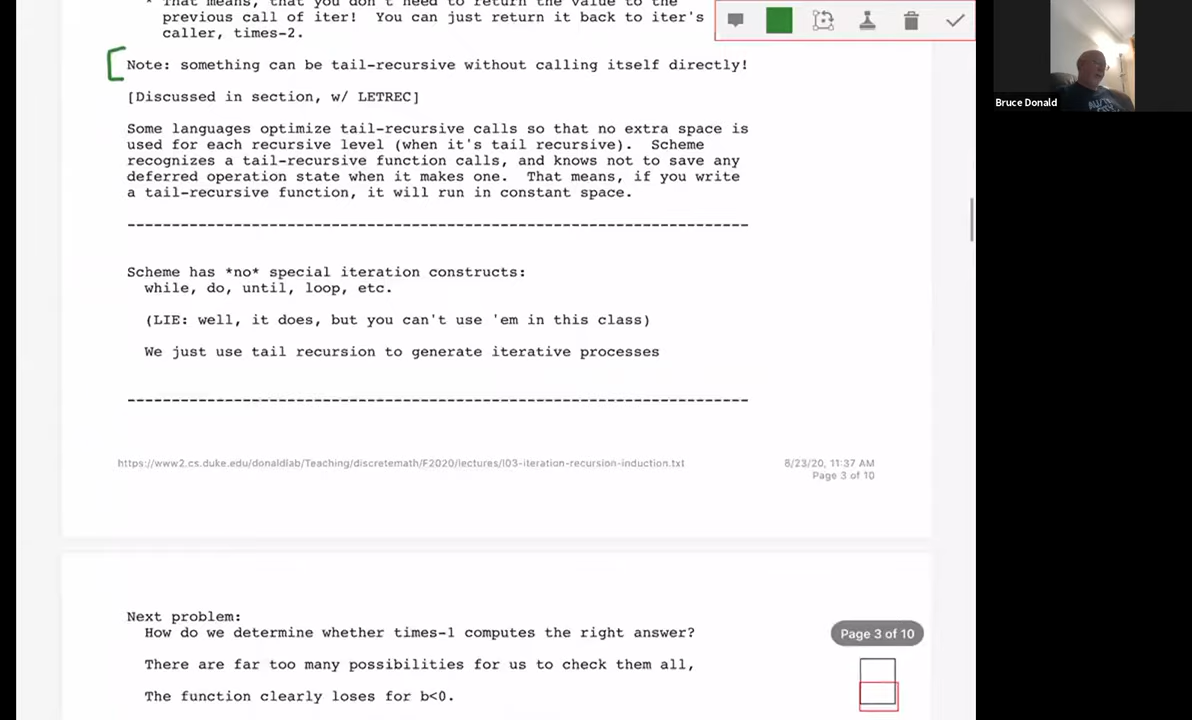 * That means, that you don't need to return the value to the
previous call of iter!  You can just return it back to iter's
caller, times-2.
Note: something can be tail-recursive without calling itself directly!
[Discussed in section, w/ LETREC]
Some languages optimize tail-recursive calls so that no extra space is
used for each recursive level (when it's tail recursive).  Scheme
recognizes a tail-recursive function calls, and knows not to save any
deferred operation state when it makes one.  That means, if you write
a tail-recursive function, it will run in constant space.
----------------------------------------------------------------------
Scheme has *no* special iteration constructs:
while, do, until, loop, etc.
(LIE: well, it does, but you can't use 'em in this class)
We just use tail recursion to generate iterative processes
----------------------------------------------------------------------
https://www2.cs.duke.edu/donaldlab/Teaching/discretemath/F2020/lectures/l03-iteration-recursion-induction.txt
8/23/20, 11:37 AM
Page 3 of 10
Next problem:
How do we determine whether times-1 computes the right answer?
There are far too many possibilities for us to check them all,
The function clearly loses for b<0.
Page 3 of 10
Bruce Donald